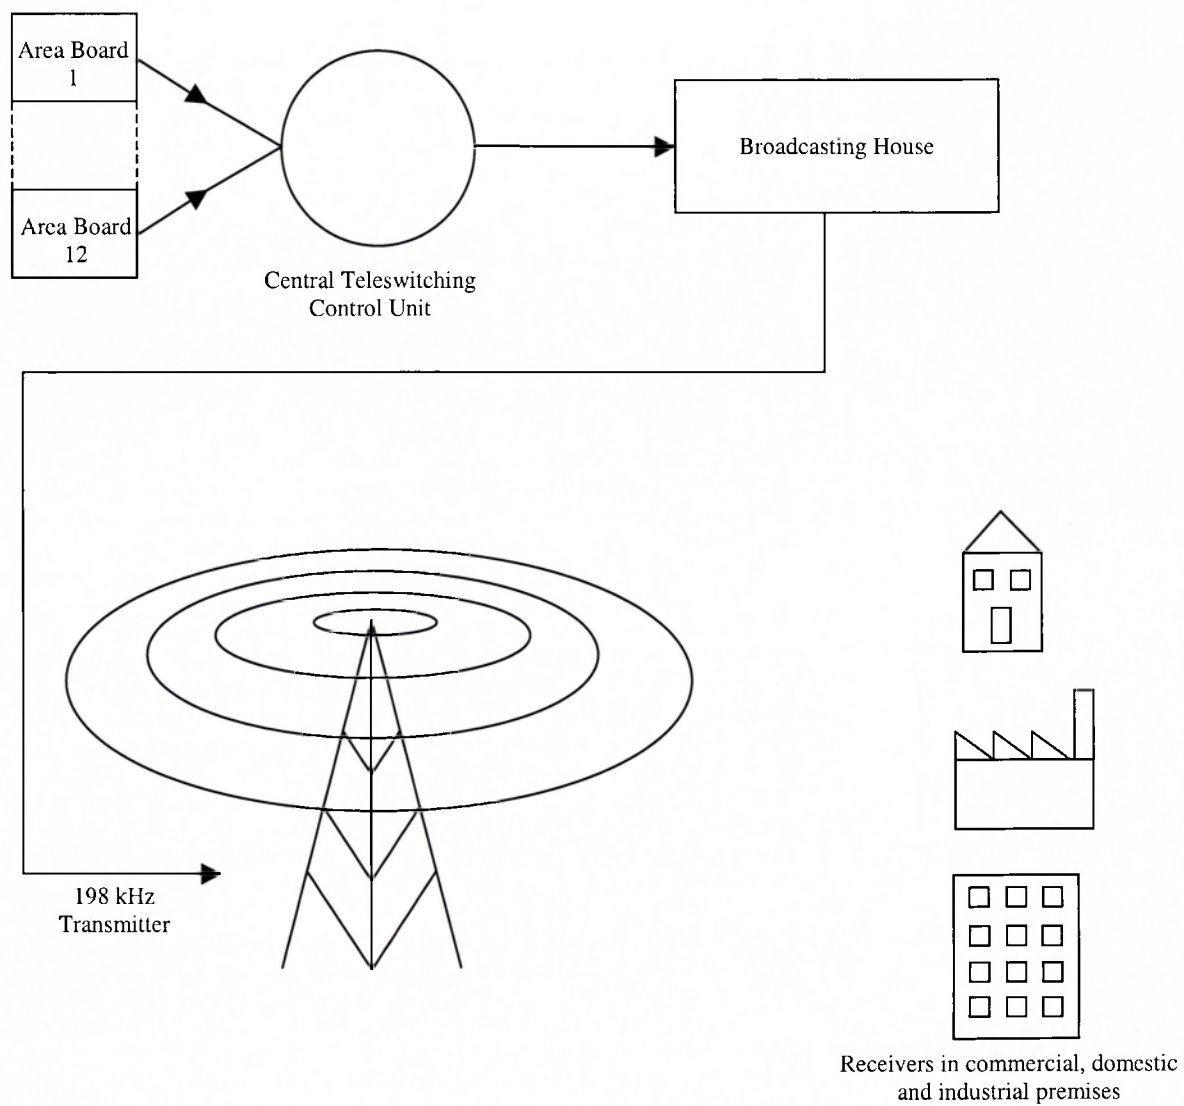 Area Board
1
Area Board
12
Central Teleswitching
Control Unit
Broadcasting House
198 kHz
Transmitter
Receivers in commercial, domestic
and industrial premises